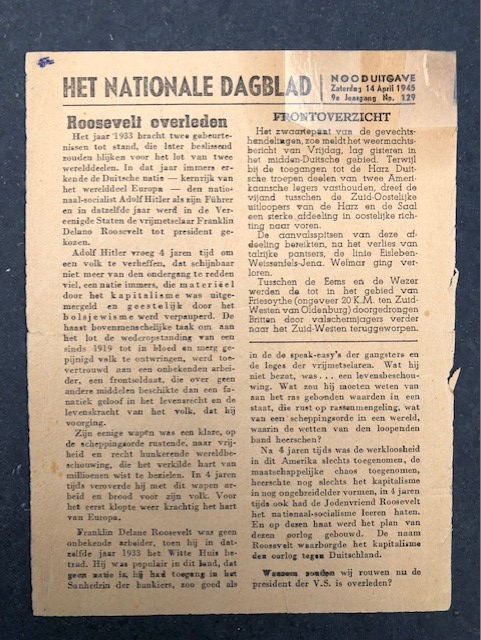 HET NATIONALE DAGBLAD
NOODUITGAVE
Zaterdag 14 April 1945
9e Jaargang No. 129
Roosevelt overleden
Het jaar 1933 bracht twee gebeurte-
nissen tot stand, die later beslissend
zouden blijken voor het lot van twee
werelddeelen. In dat jaar immers er-
kende de Duitsche natie — kernrijk van
het werelddeel Europa — den natio-
naal-socialist Adolf Hitler als zijn Führer
en in datzelfde jaar werd in de Ver-
eenigde Staten de vrijmetselaar Franklin
Delano Roosevelt tot president ge-
kozen.
Adolf Hitler vroeg 4 jaren tijd om
een volk te verheffen, dat schijnbaar
niet meer van den ondergang te redden
viel, een natie immers, die materiëel
door het kapitalisme was uitge-
mergeld en geestelijk door het
bolsjewisme werd verpauperd. De
haast bovenmenschelijke taak om aan
het lot de wederopstanding van een
sinds 1919 tot in bloed en merg ge-
pijnigd volk te ontwringen, werd toe-
vertrouwd aan een onbekenden arbei-
der, een frontsoldaat, die over geen
andere middelen beschikte dan een fa-
natiek geloof in het levensrecht en de
levenskracht van het volk, dat hij
voorging.
Zijn eenige wapen was een klare, op
de scheppingsorde rustende, naar vrij-
heid en recht hunkerende wereldbe-
schouwing, die het verkilde hart van
millioenen wist te bezielen. In 4 jaren
tijds veroverde hij met dit wapen ar-
beid en brood voor zijn volk. Voor
het eerst klopte weer krachtig het hart
van Europa.
Franklin Delano Roosevelt was geen
onbekende arbeider, toen hij in dat-
zelfde jaar 1933 het Witte Huis be-
trad. Hij was populair in dit land, dat
geen natie is, hij had toegang in het
Sanhedrin der bankiers, zoo goed als
FRONTOVERZICHT
Het zwaartepunt van de gevechts-
handelingen, zoo meldt het weermachts-
bericht van Vrijdag, lag gisteren in
het midden-Duitsche gebied. Terwijl
bij de toegangen tot de Harz Duit-
sche troepen deelen van twee Ame-
rikaansche legers vasthouden, dreef de
vijand tusschen de Zuid-Oostelijke
uitloopers van de Harz en de Saal
een sterke afdeeling in oostelijke rich-
ting naar voren.
De aanvalsspitsen van deze af-
deeling bereikten, na het verlies van
talrijke pantsers, de linie Eisleben-
Weissenfels-Jena. Weimar ging ver-
loren.
Tusschen de Eems en de Wezer
werden de tot in het gebied van
Friesoythe (ongeveer 20 K.M. ten Zuid-
Westen van Oldenburg) doorgedrongen
Britten door valschermjagers verder
naar het Zuid-Westen teruggeworpen.
in de de speak-easy's der gangsters en
de loges der vrijmetselaren. Wat hij
niet bezat, was... een levensbeschou-
wing. Wat zou hij moeten weten van
aan het ras gebonden waarden in een
staat, die rust op rassenmengeling, wat
van een scheppingsorde in een wereld,
waarin de wetten van den loopenden
band heerschen?
Na 4 jaren tijds was de werkloosheid
in dit Amerika slechts toegenomen, de
maatschappelijke chaos toegenomen,
heerschte nog slechts het kapitalisme
in nog ongebreidelder vormen, in 4 jaren
tijds ook had de Jodenvriend Roosevelt
het nationaal-socialisme leeren haten.
En op dezen haat werd het plan van
dezen oorlog gebouwd. De naam
Roosevelt waarborgde het kapitalisme
den oorlog tegen Duitschland.
Waarom zouden wij rouwen nu de
president der V.S. is overleden?